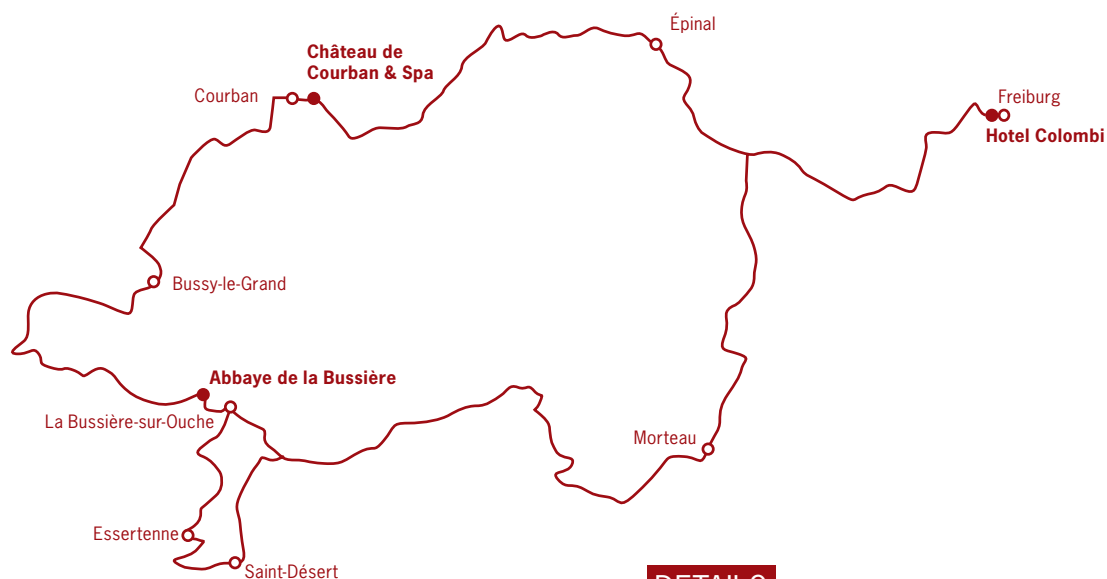 Épinal
Château de
Courban & Spa
Courban
Freiburg
Hotel Colombi
Bussy-le-Grand
Abbaye de la Bussière
La Bussière-sur-Ouche
Morteau
Essertenne
Saint-Désert
DETAILS